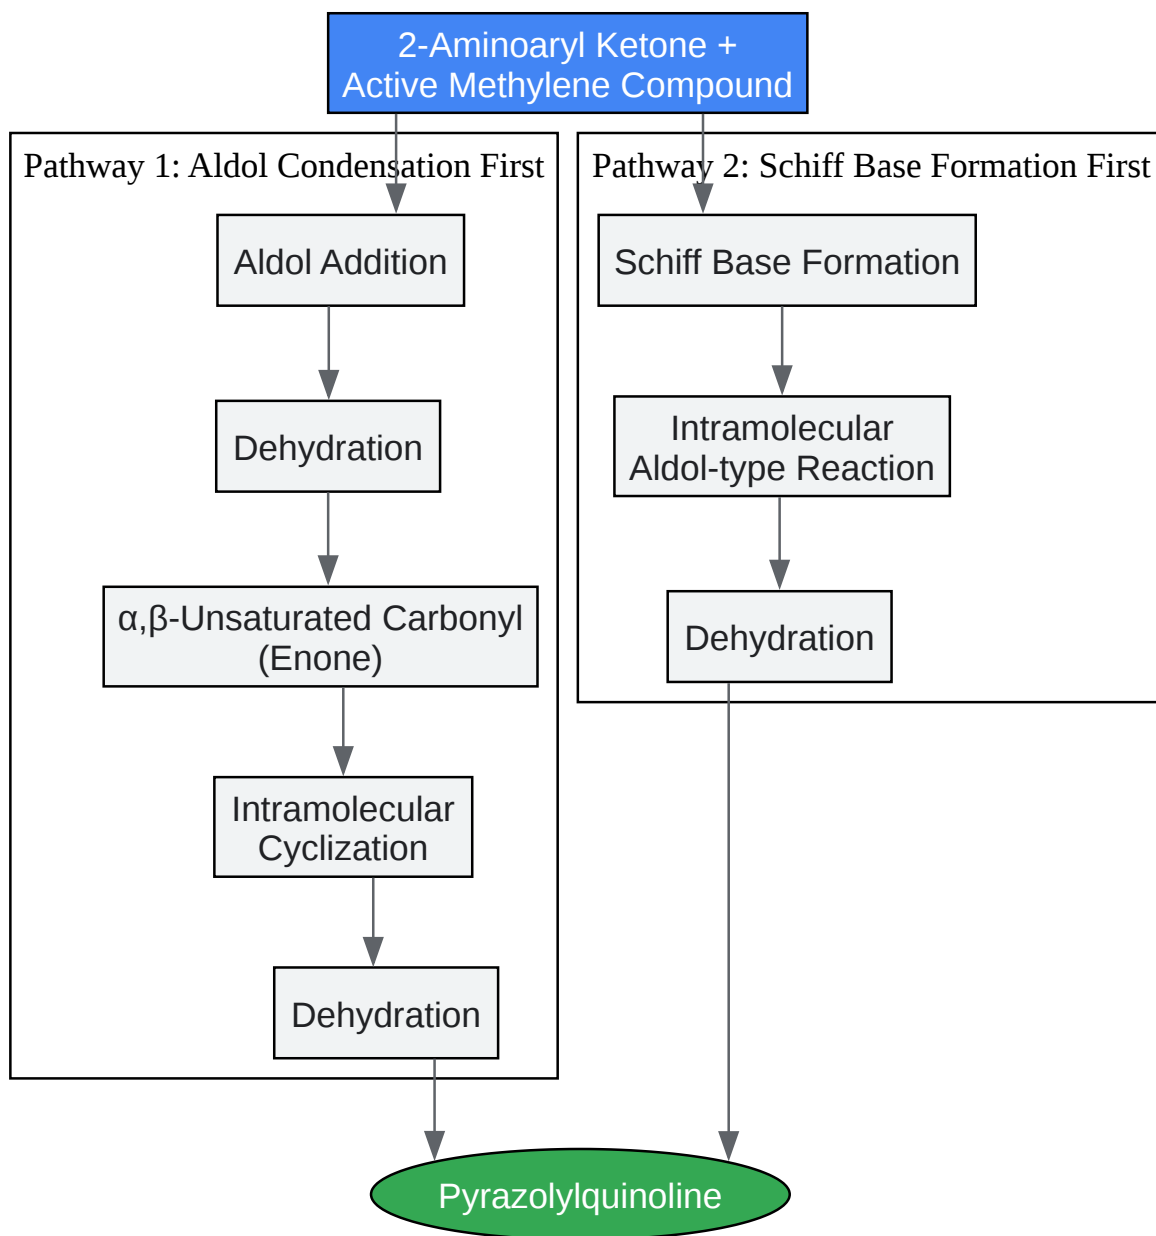 2-Aminoaryl Ketone +
Active Methylene Compound
Pathway 1: Aldol Condensation First
Aldol Addition
Dehydration
α,β-Unsaturated Carbonyl
(Enone)
Intramolecular
Cyclization
Dehydration
Pathway 2: Schiff Base Formation First
Schiff Base Formation
Intramolecular
Aldol-type Reaction
Dehydration
Pyrazolylquinoline